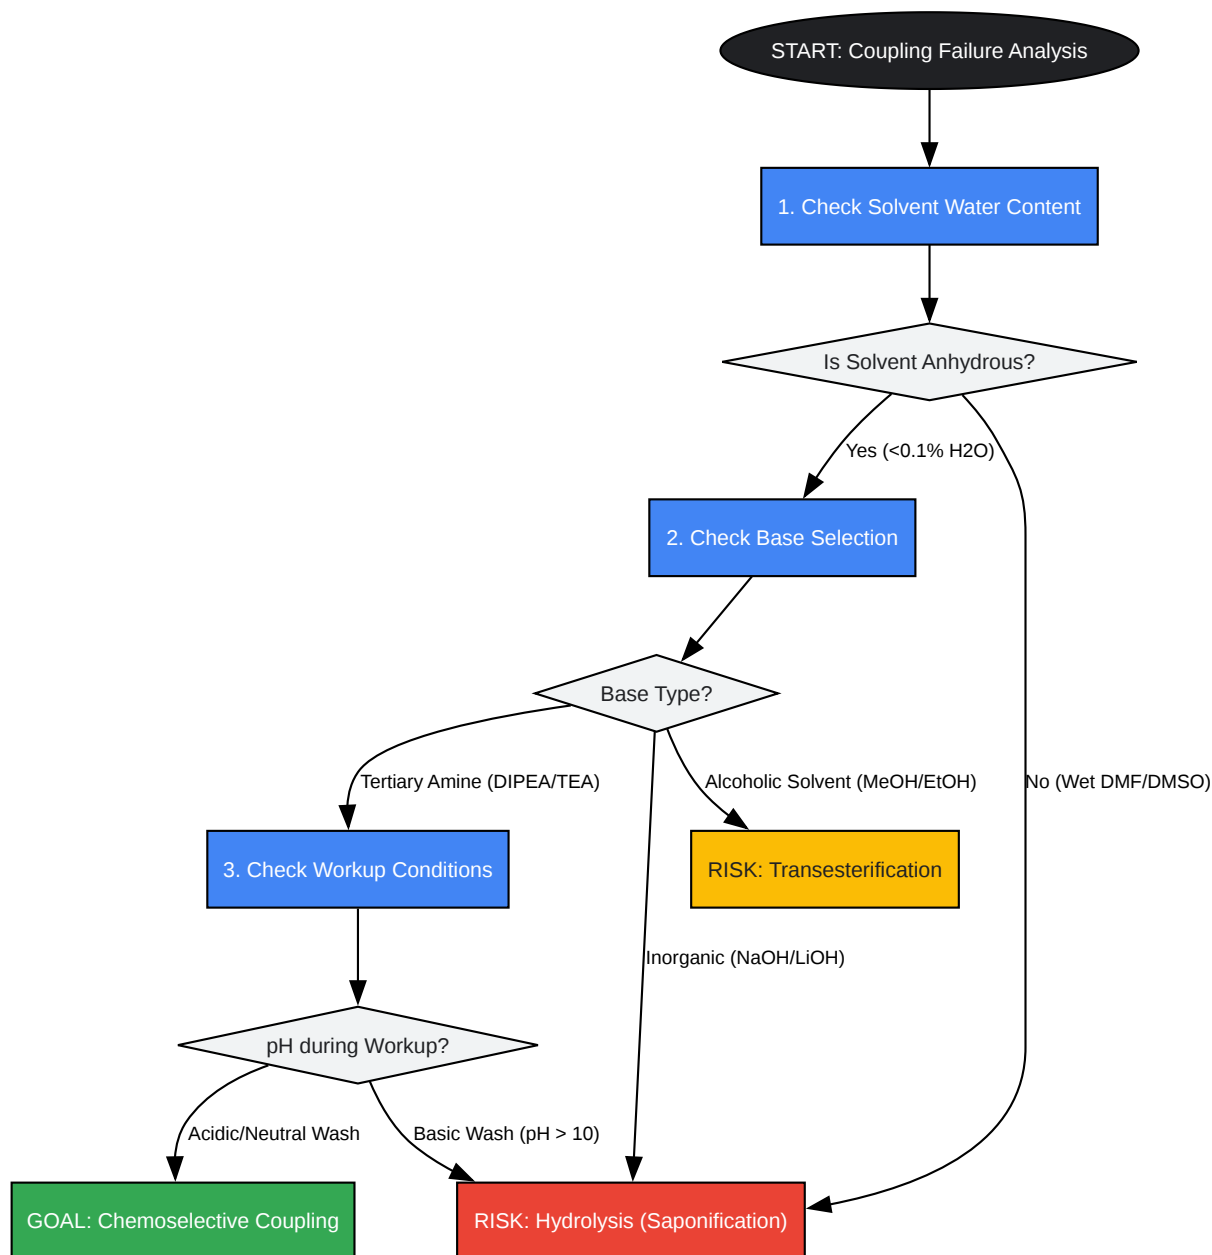 START: Coupling Failure Analysis
1. Check Solvent Water Content
Is Solvent Anhydrous?
Yes (<0.1% H2O)
2. Check Base Selection
Base Type?
Tertiary Amine (DIPEA/TEA)
Alcoholic Solvent (MeOH/EtOH)
No (Wet DMF/DMSO)
3. Check Workup Conditions
RISK: Transesterification
Inorganic (NaOH/LiOH)
pH during Workup?
Acidic/Neutral Wash
Basic Wash (pH > 10)
GOAL: Chemoselective Coupling
RISK: Hydrolysis (Saponification)